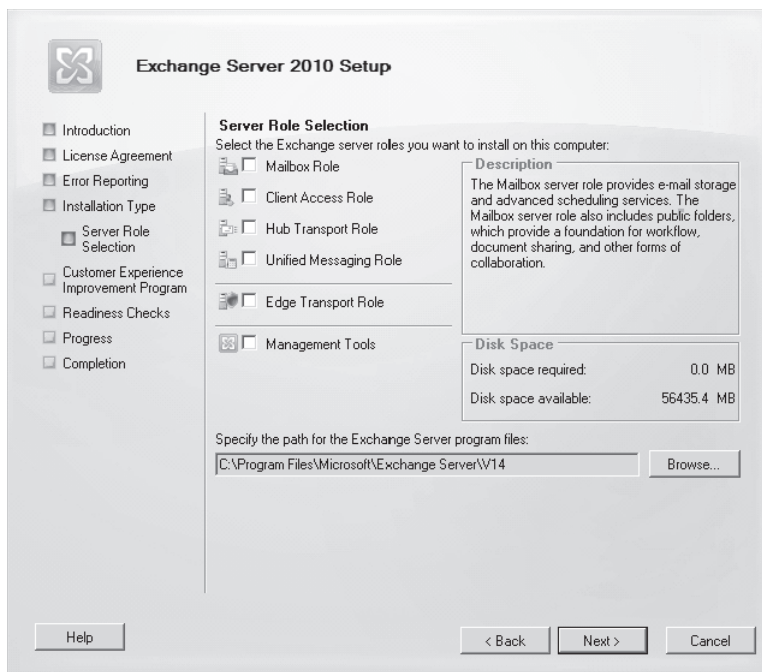 Exchange Server 2010 Setup
Introduction
License Agreement
Error Reporting
Installation Type
Server Role
Selection
Customer Experience
Improvement Program
Readiness Checks
Progress
Completion
Server Role Selection
Select the Exchange server roles you want to install on this computer:
Mailbox Role
Client Access Role
Hub Transport Role
Unified Messaging Role
Edge Transport Role
Management Tools
Description
The Mailbox server role provides e-mail storage
and advanced scheduling services. The
Mailbox server role also includes public folders,
which provide a foundation for workflow,
document sharing, and other forms of
collaboration.
Disk Space
Disk space required: 0.0 MB
Disk space available: 56435.4 MB
Specify the path for the Exchange Server program files:
C:\Program Files\Microsoft\Exchange Server\V14
Browse...
Help
< Back
Next >
Cancel